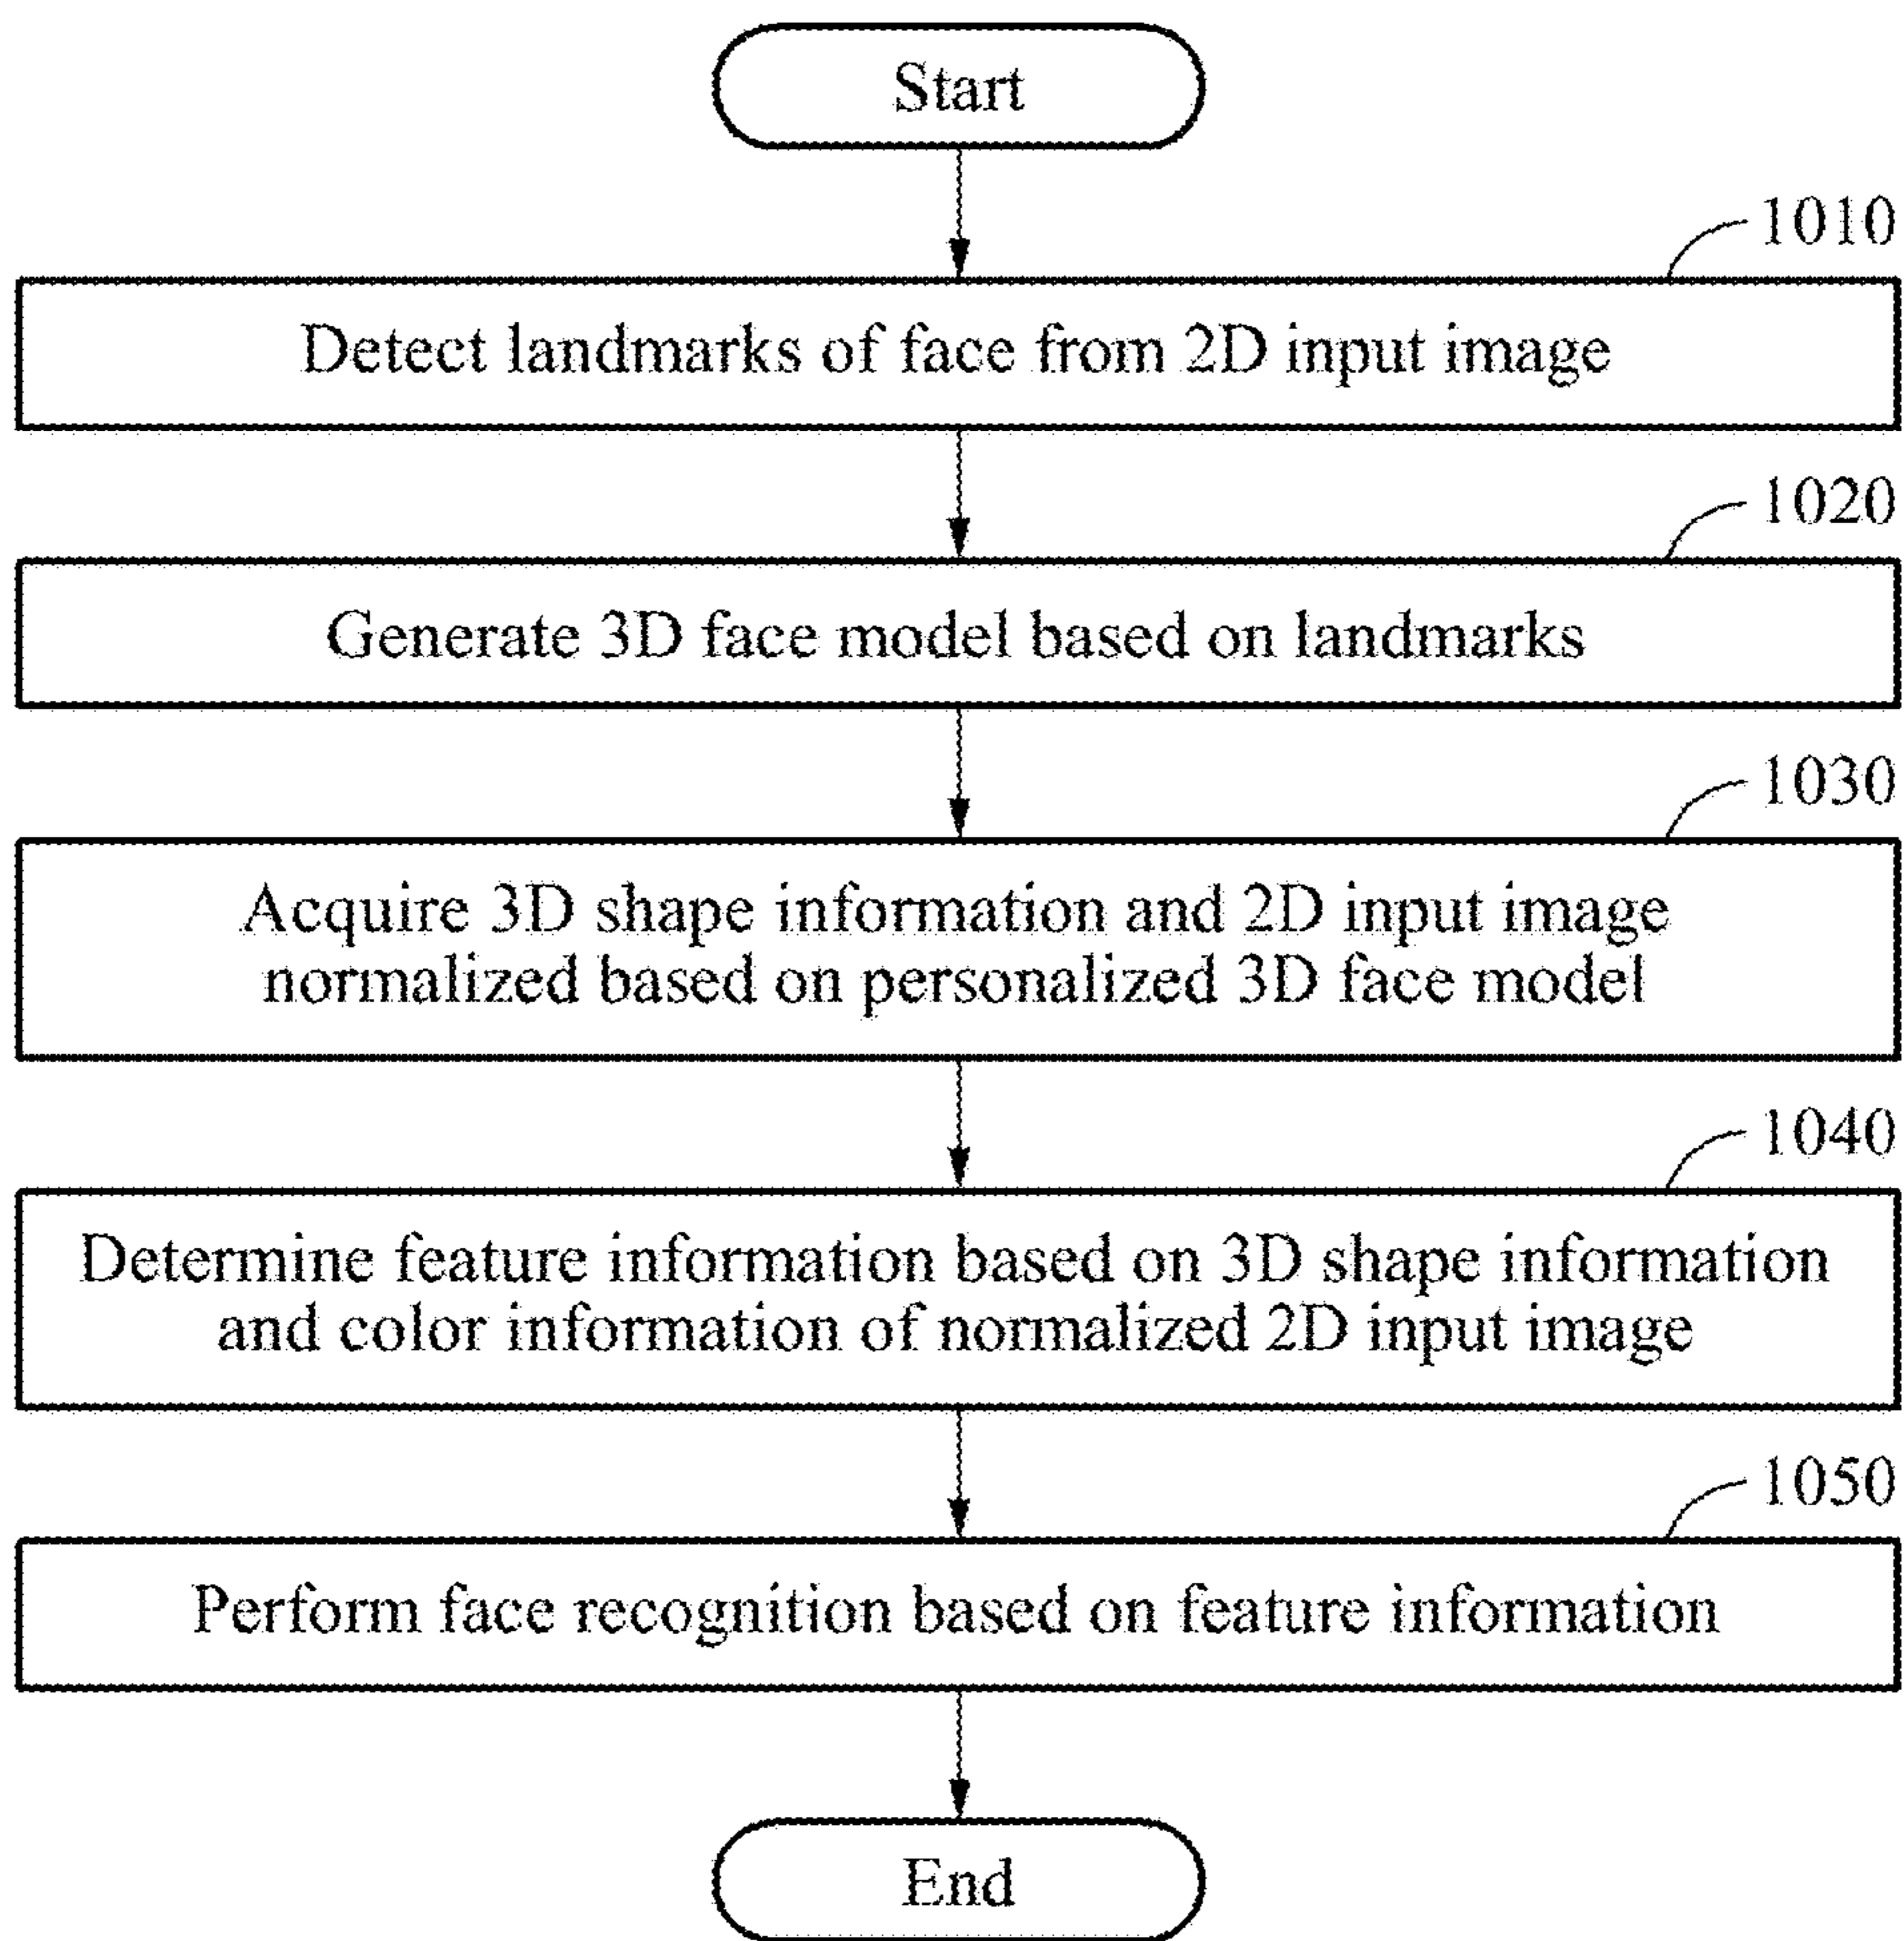 Start
1010
Detect landmarks of face from 2D input image
1020
Generate 3D face model based on landmarks
1030
Acquire 3D shape information and 2D input image
normalized based on personalized 3D face model
1040
Determine feature information based on 3D shape information
and color information of normalized 2D input image
1050
Perform face recognition based on feature information
End